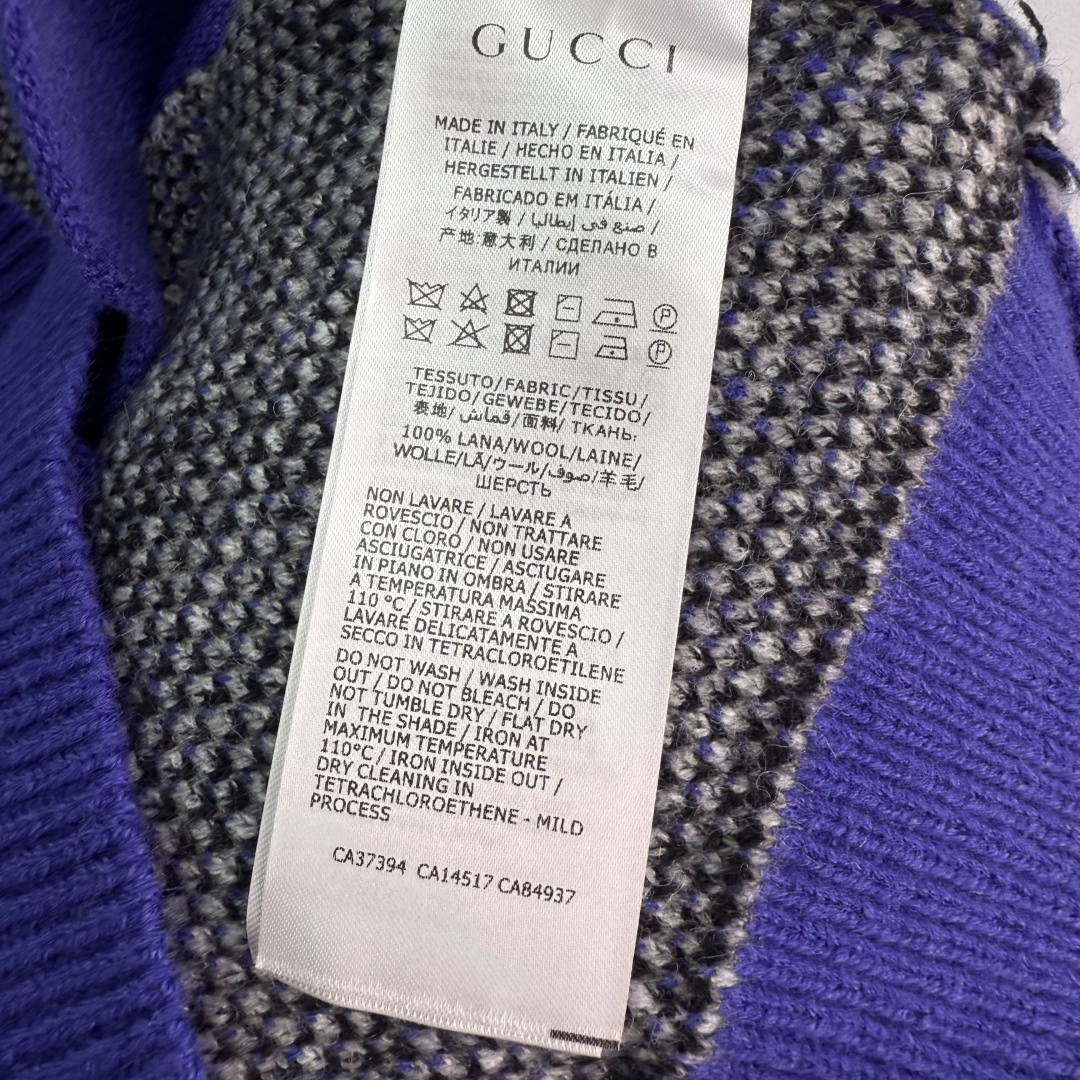 GUCCI
MADE IN ITALY / FABRIQUÉ EN
ITALIE / HECHO EN ITALIA /
HERGESTELLT IN ITALIEN /
FABRICADO EM ITÁLIA /
イタリア製 / صنع في إيطاليا /
产地:意大利 / СДЕЛАНО В
ИТАЛИИ
TESSUTO/FABRIC/TISSU/
TEJIDO/GEWEBE/TECIDO/
表地/قماش/面料/ ТКАНЬ:
100% LANA/WOOL/LAINE/
WOLLE/LÃ/ウール/صوف/羊毛/
ШЕРСТЬ
NON LAVARE / LAVARE A
ROVESCIO / NON TRATTARE
CON CLORO / NON USARE
ASCIUGATRICE / ASCIUGARE
IN PIANO IN OMBRA / STIRARE
A TEMPERATURA MASSIMA
110 °C / STIRARE A ROVESCIO /
LAVARE DELICATAMENTE A
SECCO IN TETRACLOROETILENE
DO NOT WASH / WASH INSIDE
OUT / DO NOT BLEACH / DO
NOT TUMBLE DRY / FLAT DRY
IN THE SHADE / IRON AT
MAXIMUM TEMPERATURE
110°C / IRON INSIDE OUT /
DRY CLEANING IN
TETRACHLOROETHENE - MILD
PROCESS
CA37394 CA14517 CA84937